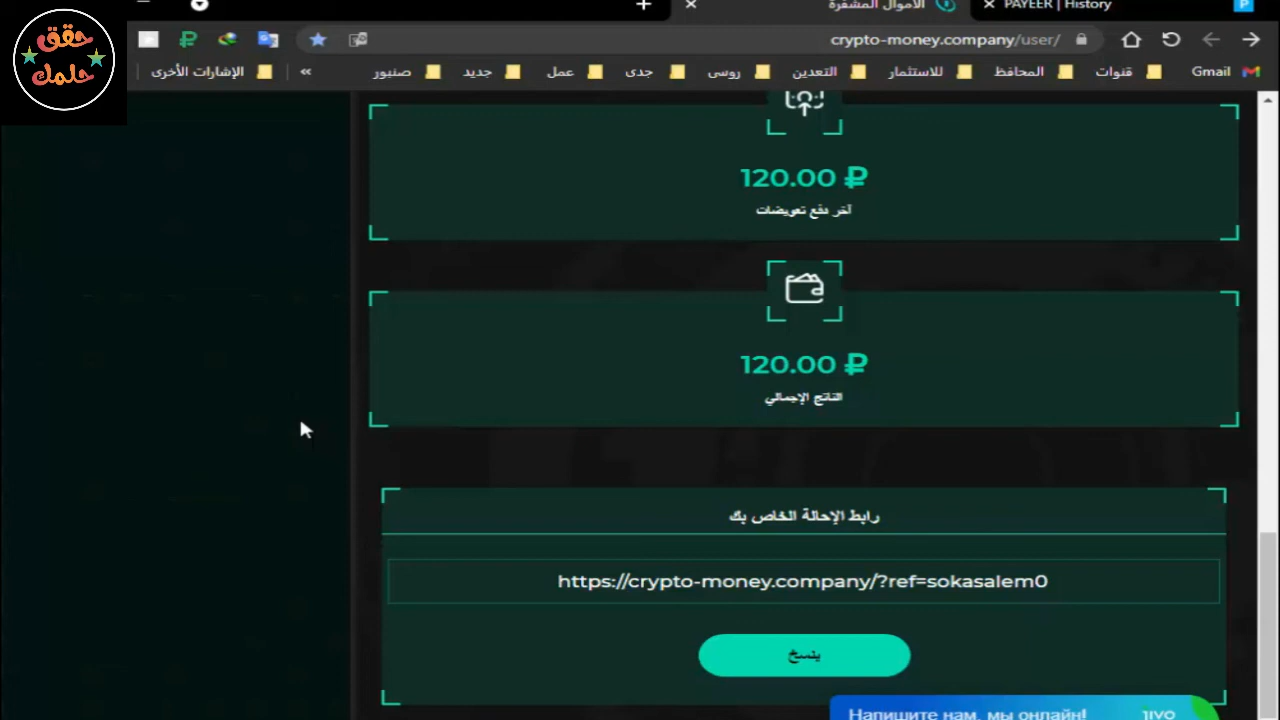 حقق
حلمك
الأموال المشفرة
PAYEER | History
crypto-money.company/user/
Gmail
قنوات
المحافظ
للاستثمار
التعدين
روسى
جدى
عمل
جديد
صنبور
»
الإشارات الأخرى
120.00 ₽
آخر دفع تعويضات
120.00 ₽
الناتج الإجمالي
رابط الإحالة الخاص بك
https://crypto-money.company/?ref=sokasalem0
ينسخ
Напишите нам, мы онлайн!
JIVO